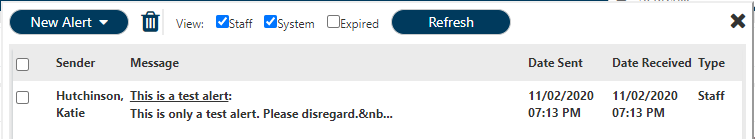 New Alert View: Staff System Expired Refresh
Sender Message Date Sent Date Received Type
Hutchinson, This is a test alert: 11/02/2020 11/02/2020 Staff
Katie This is only a test alert. Please disregard.&nb... 07:13 PM 07:13 PM